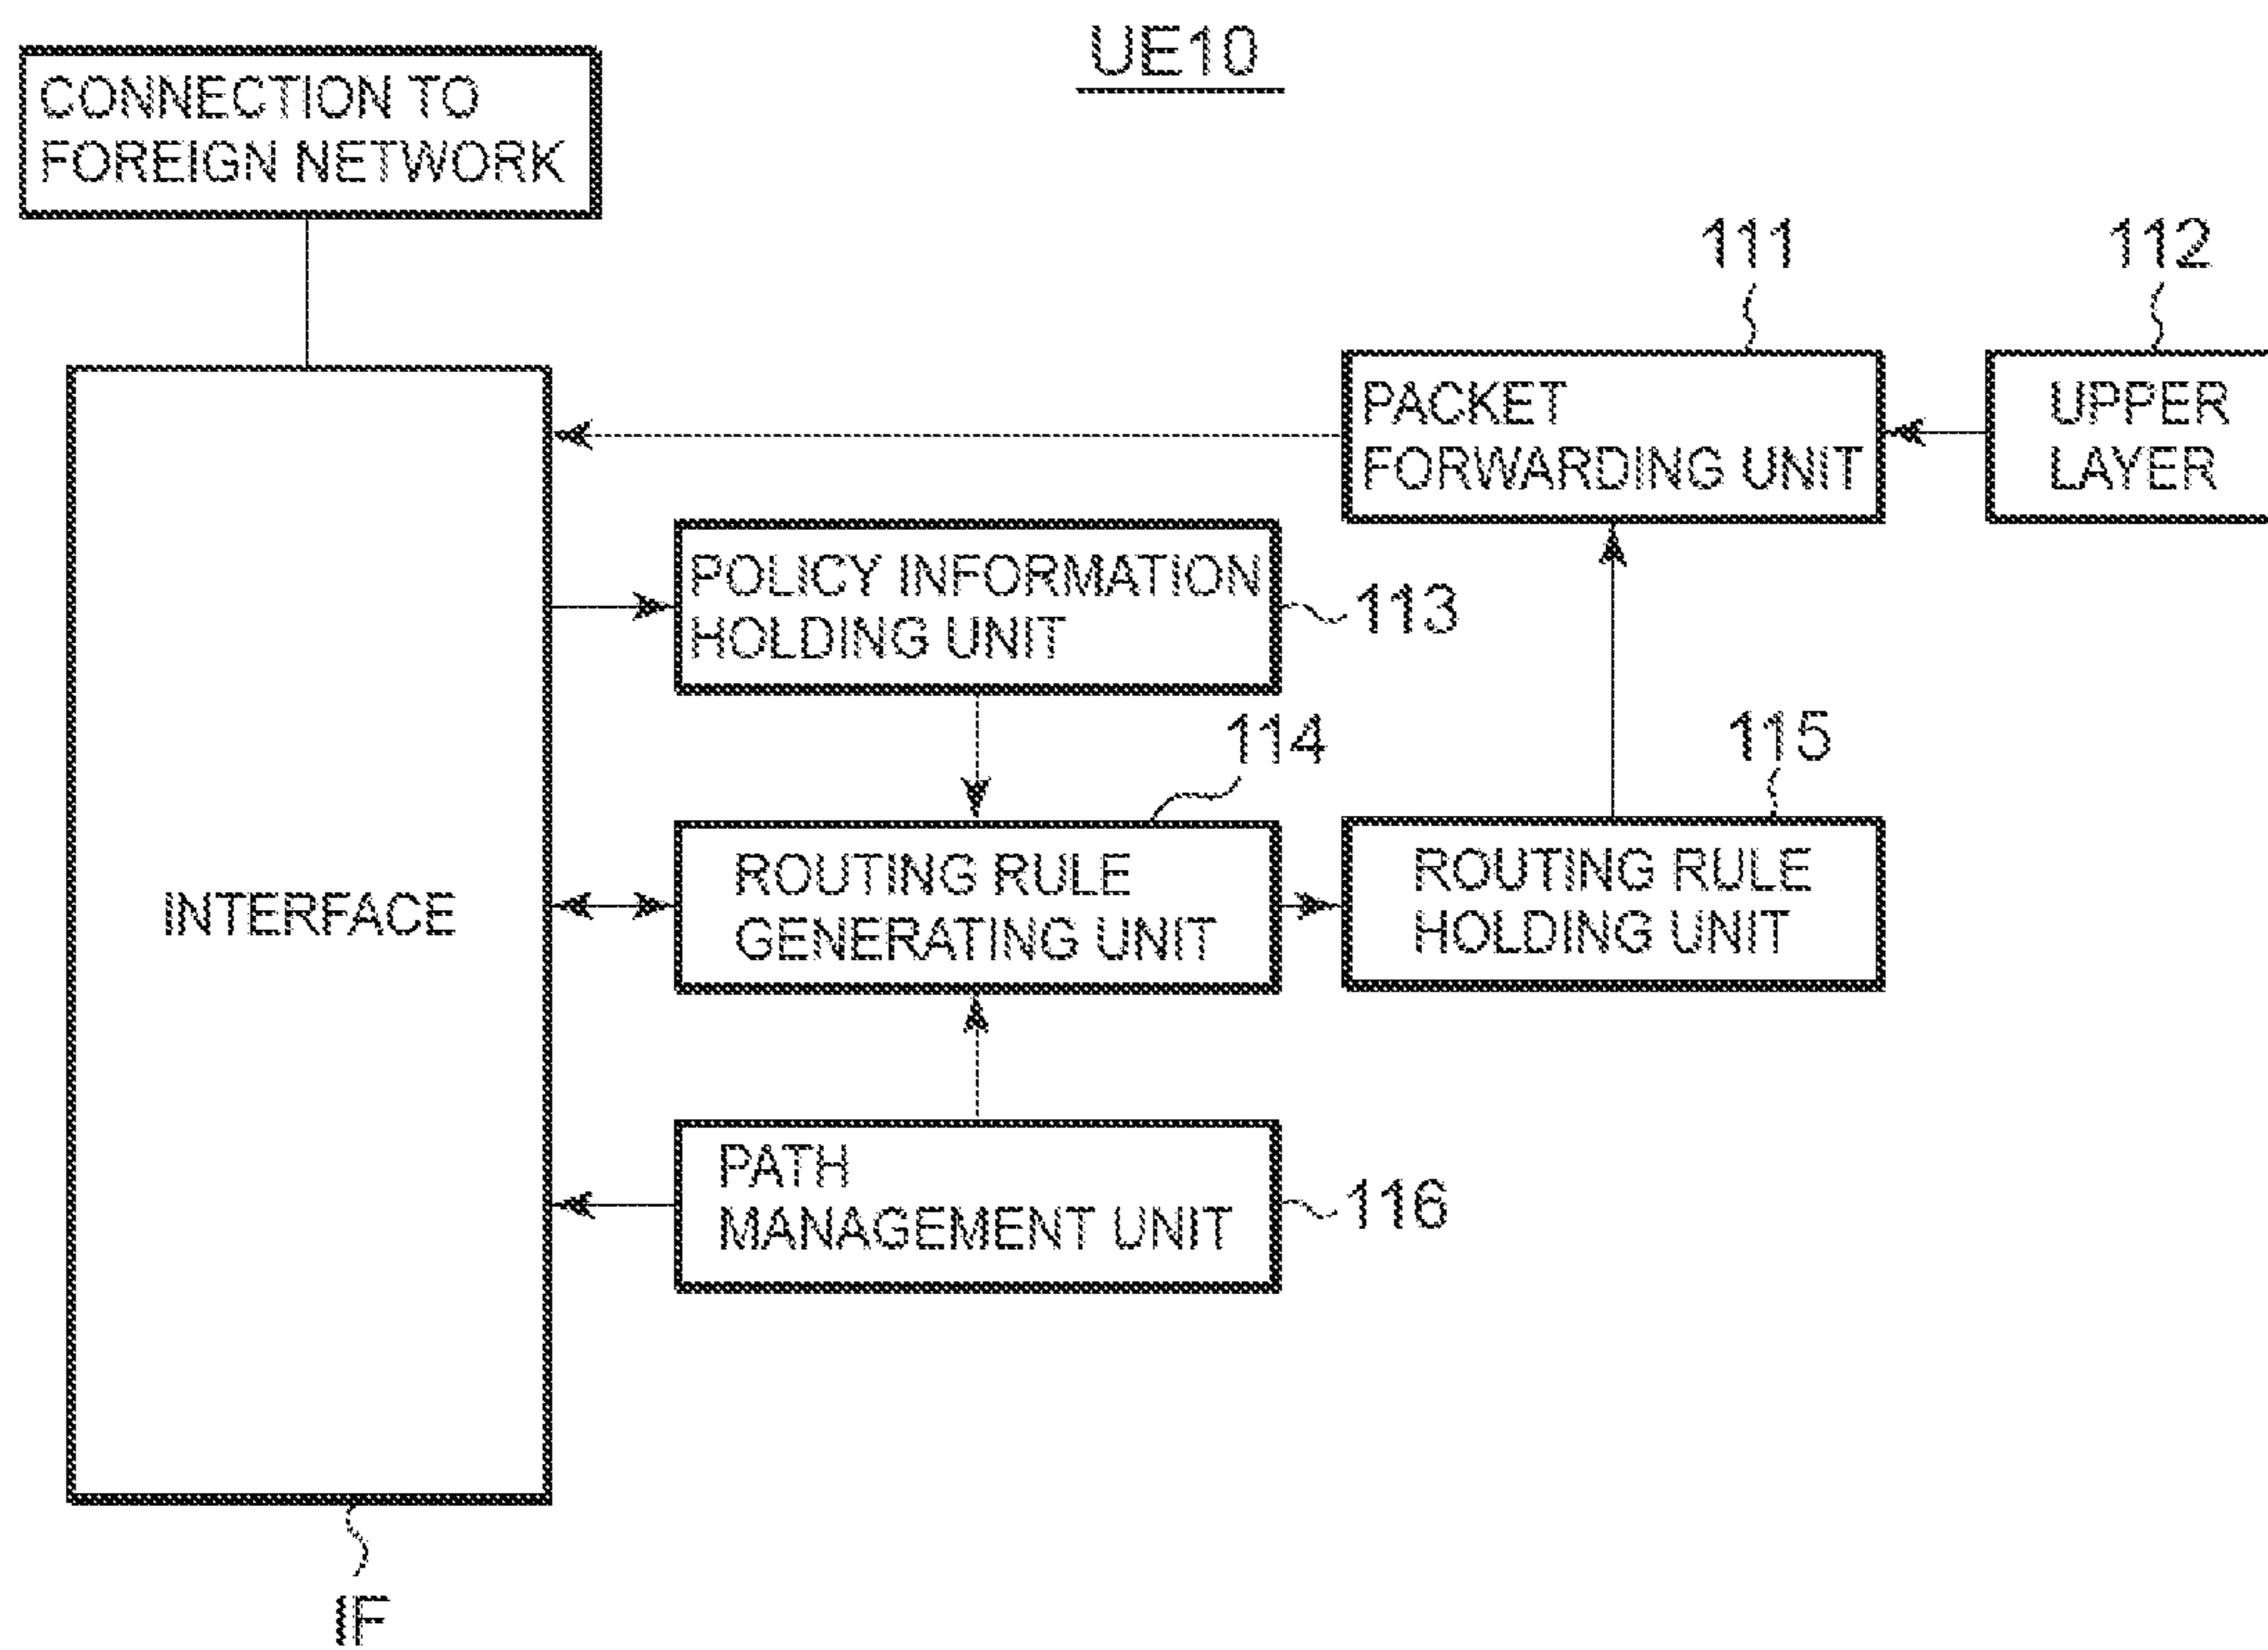 UE10
CONNECTION TO
FOREIGN NETWORK
111
112
PACKET
FORWARDING UNIT
UPPER
LAYER
POLICY INFORMATION
HOLDING UNIT
113
114
115
INTERFACE
ROUTING RULE
GENERATING UNIT
ROUTING RULE
HOLDING UNIT
PATH
MANAGEMENT UNIT
116
IF